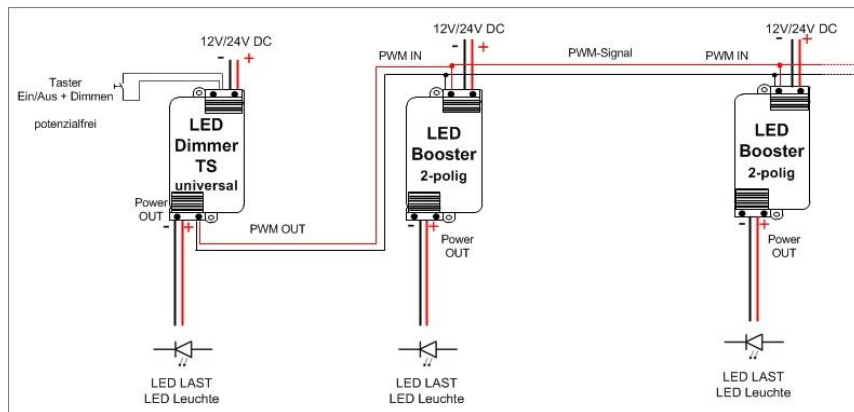 12V/24V DC
- +
Taster
Ein/Aus + Dimmen
potenzialfrei
LED
Dimmer
TS
universal
Power
OUT
- +
PWM OUT
LED LAST
LED Leuchte
12V/24V DC
PWM IN
- +
LED
Booster
2-polig
- +
Power
OUT
LED LAST
LED Leuchte
PWM-Signal
12V/24V DC
PWM IN
- +
LED
Booster
2-polig
- +
Power
OUT
LED LAST
LED Leuchte